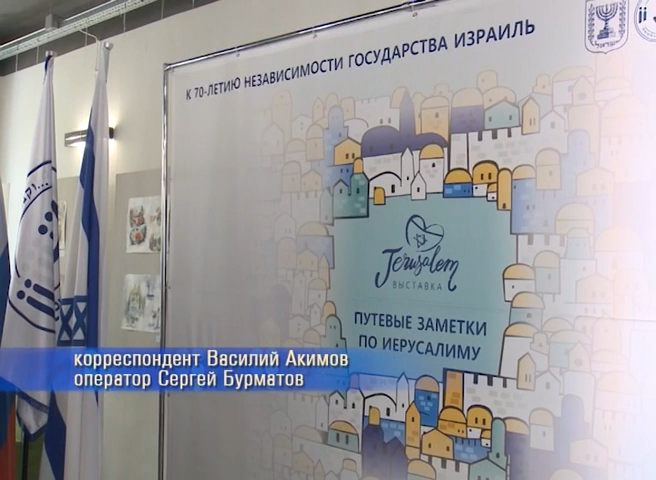 К 70-ЛЕТИЮ НЕЗАВИСИМОСТИ ГОСУДАРСТВА ИЗРАИЛЬ
Jerusalem
ВЫСТАВКА
ПУТЕВЫЕ ЗАМЕТКИ
ПО ИЕРУСАЛИМУ
корреспондент Василий Акимов
оператор Сергей Бурматов